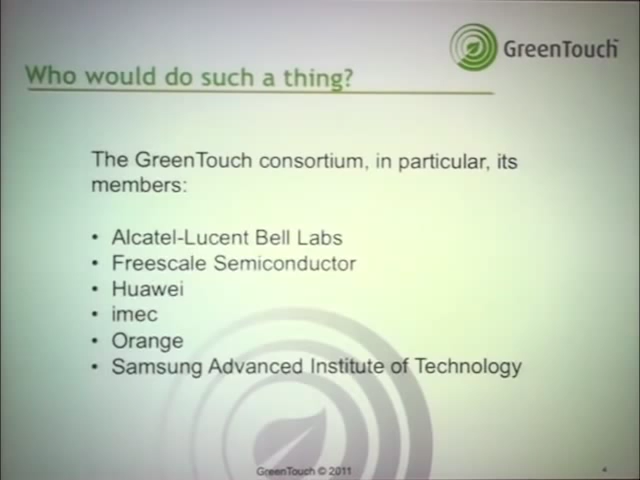 GreenTouch
Who would do such a thing?
The GreenTouch consortium, in particular, its
members:
• Alcatel-Lucent Bell Labs
• Freescale Semiconductor
• Huawei
• imec
• Orange
• Samsung Advanced Institute of Technology
GreenTouch © 2011